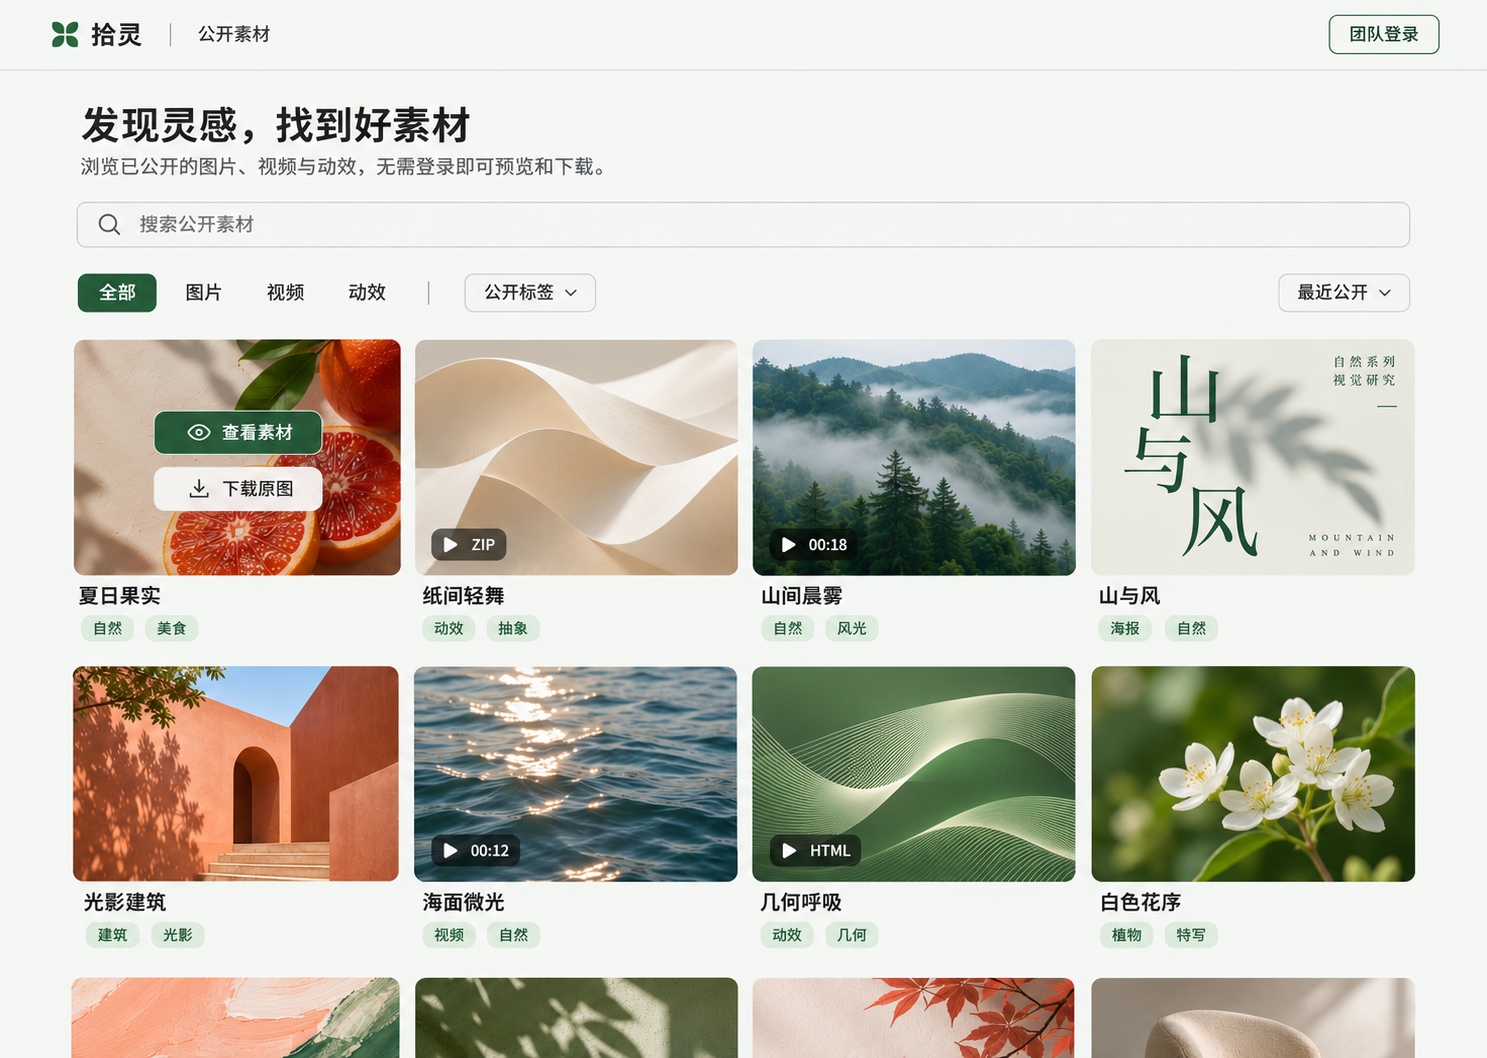 拾灵
公开素材
团队登录
发现灵感，找到好素材
浏览已公开的图片、视频与动效，无需登录即可预览和下载。
搜索公开素材
全部
图片
视频
动效
公开标签
最近公开
查看素材
下载原图
ZIP
00:18
山与风
自然系列
视觉研究
MOUNTAIN
AND WIND
夏日果实
纸间轻舞
山间晨雾
山与风
自然
美食
动效
抽象
自然
风光
海报
自然
00:12
HTML
光影建筑
海面微光
几何呼吸
白色花序
建筑
光影
视频
自然
动效
几何
植物
特写